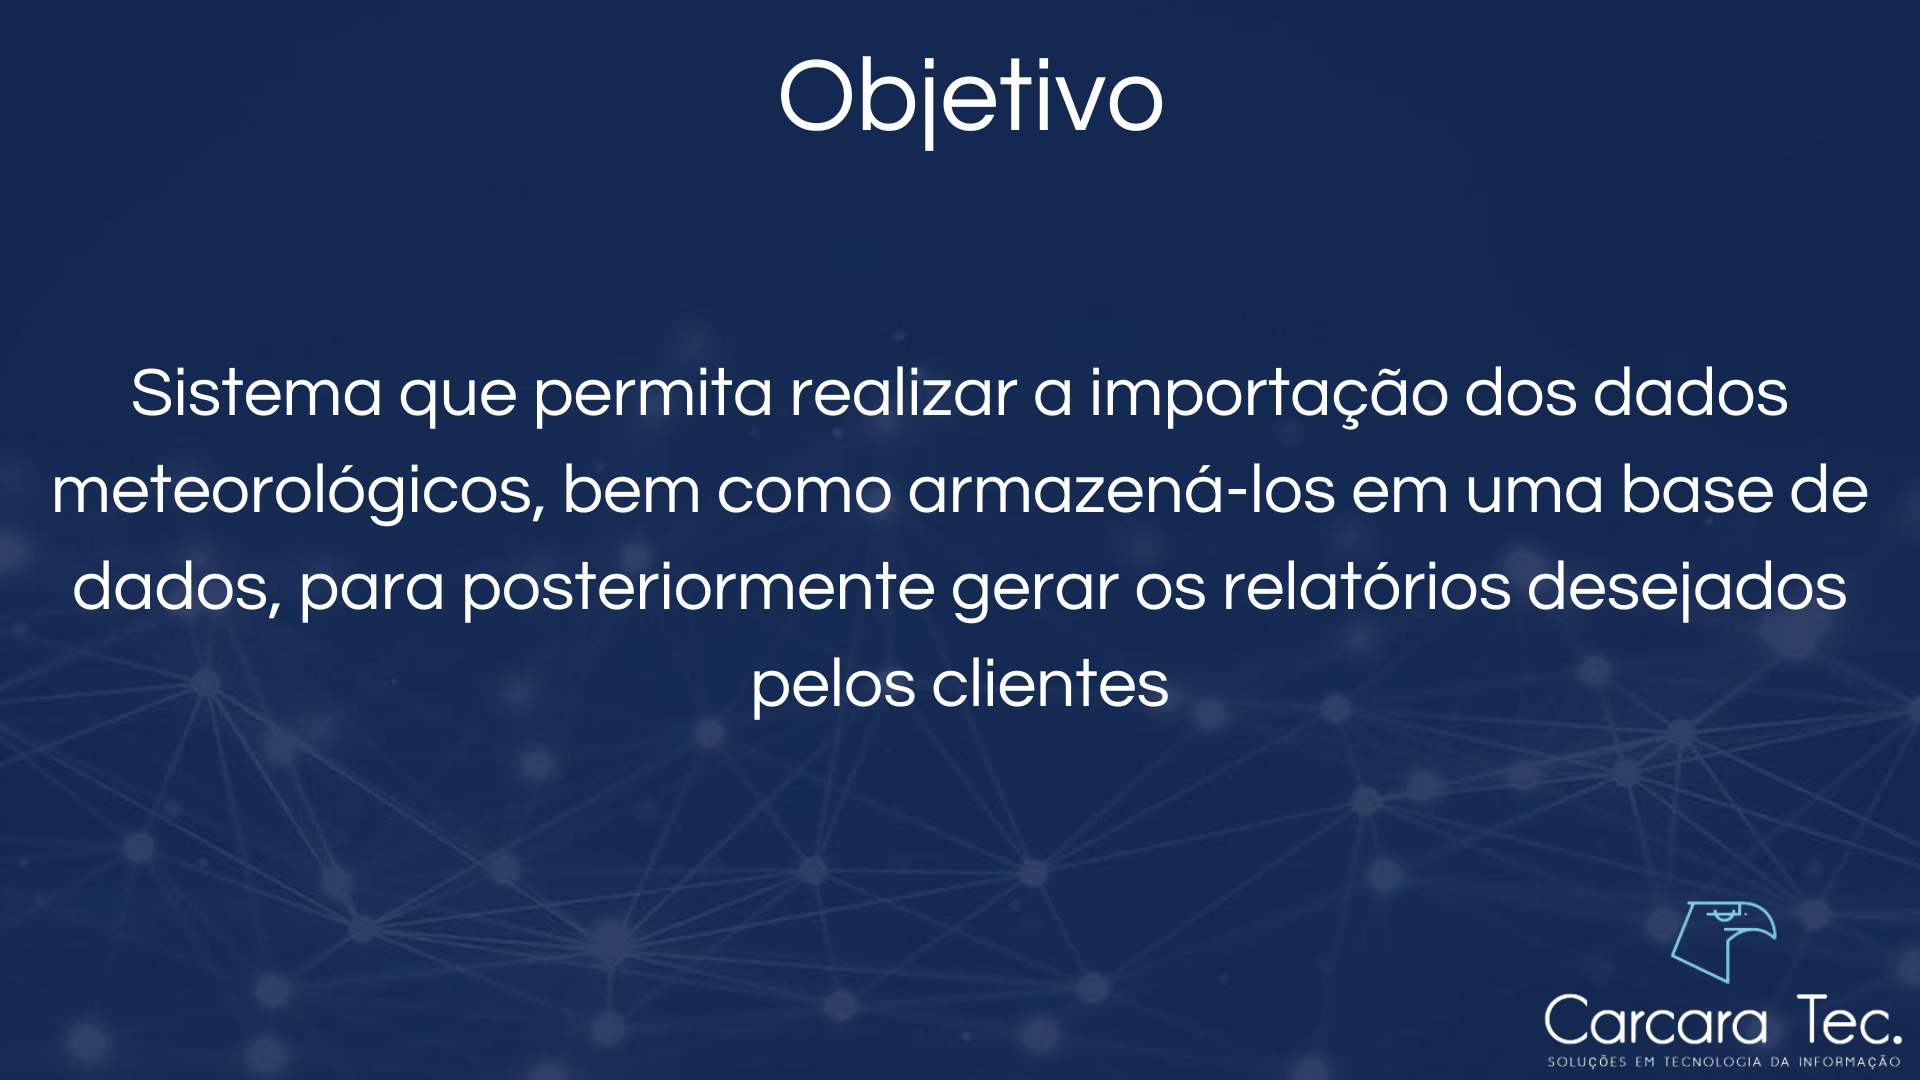 Objetivo
Sistema que permita realizar a importação dos dados
meteorológicos, bem como armazená-los em uma base de
dados, para posteriormente gerar os relatórios desejados
pelos clientes
Carcara Tec.
SOLUÇÕES EM TECNOLOGIA DA INFORMAÇÃO